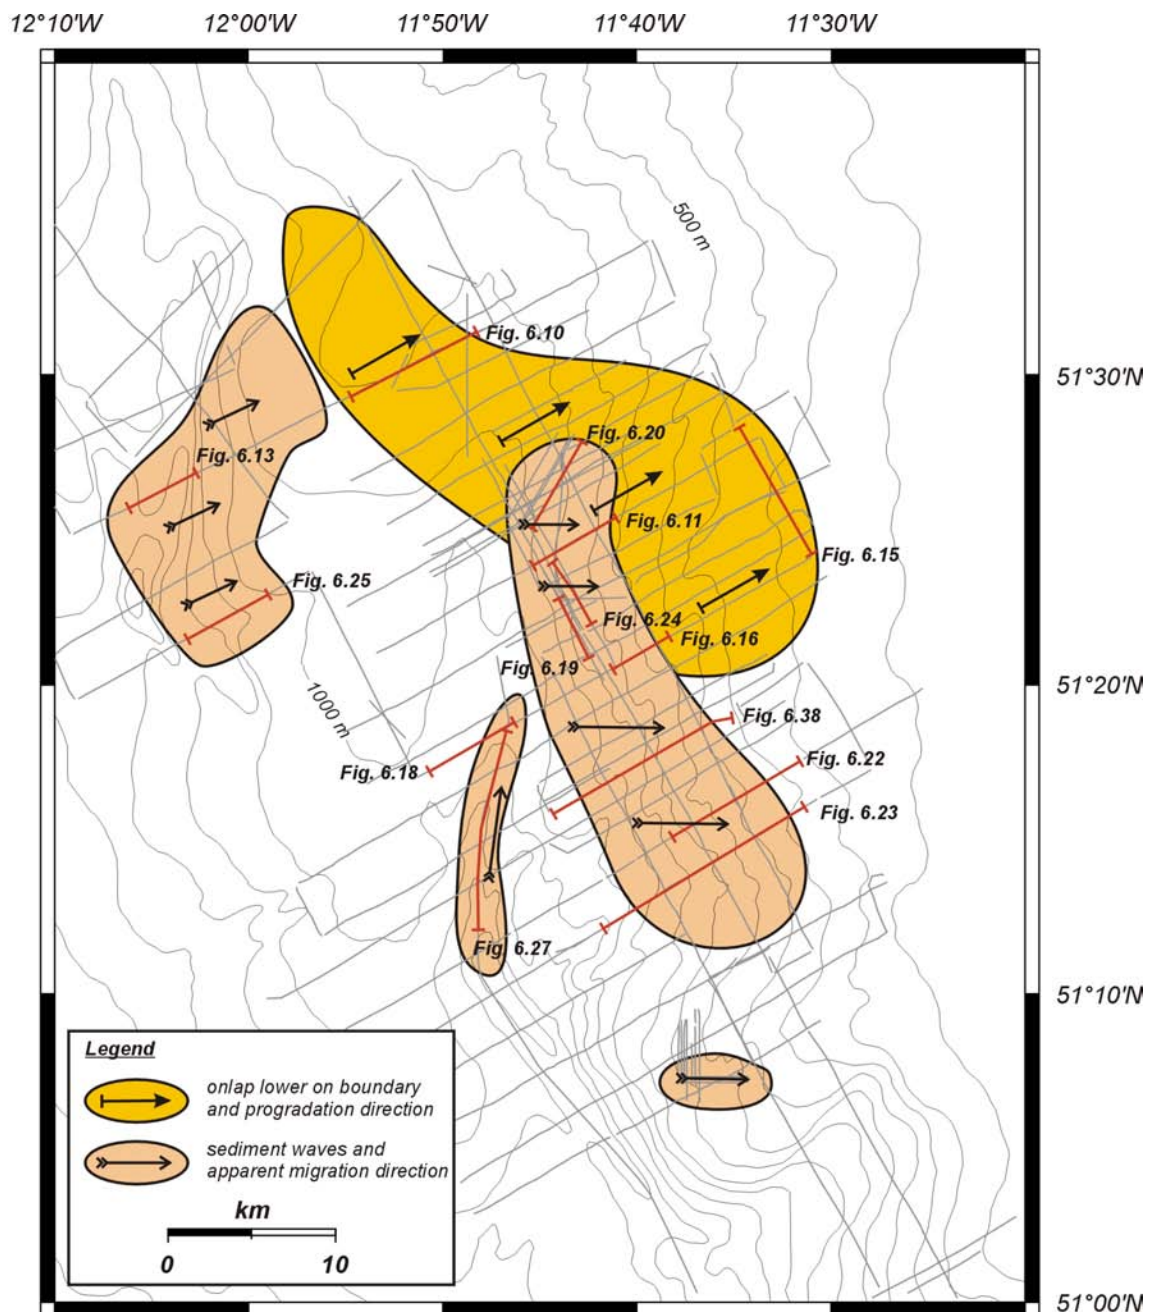 12°10'W 12°00'W 11°50'W 11°40'W 11°30'W
500 m
Fig. 6.10
51°30'N
Fig. 6.20
Fig. 6.13
Fig. 6.11
Fig. 6.15
Fig. 6.25
Fig. 6.24
Fig. 6.16
Fig. 6.19
51°20'N
1000 m
Fig. 6.38
Fig. 6.18
Fig. 6.22
Fig. 6.23
Fig. 6.27
51°10'N
Legend
onlap lower on boundary
and progradation direction
sediment waves and
apparent migration direction
km
0 10
51°00'N